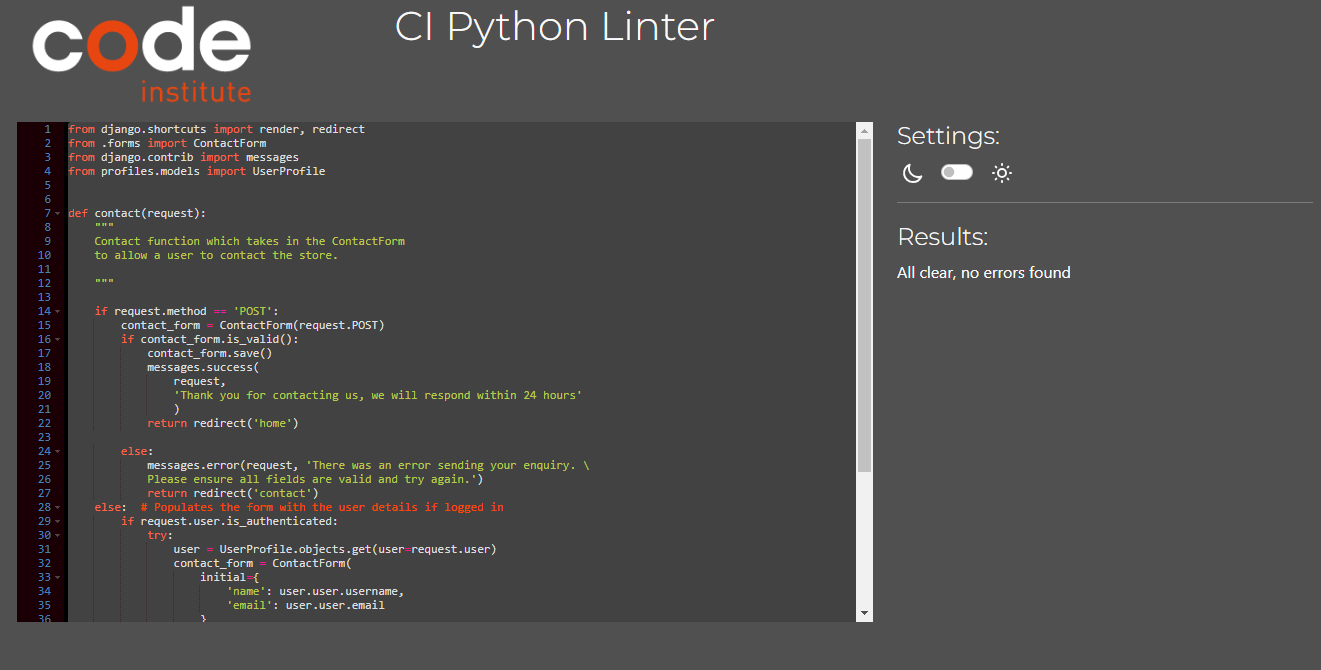 code
institute
CI Python Linter
1 from django.shortcuts import render, redirect
2 from .forms import ContactForm
3 from django.contrib import messages
4 from profiles.models import UserProfile
5
6
7 def contact(request):
8 """
9 Contact function which takes in the ContactForm
10 to allow a user to contact the store.
11
12 """
13
14 if request.method == 'POST':
15 contact_form = ContactForm(request.POST)
16 if contact_form.is_valid():
17 contact_form.save()
18 messages.success(
19 request,
20 'Thank you for contacting us, we will respond within 24 hours'
21 )
22 return redirect('home')
23
24 else:
25 messages.error(request, 'There was an error sending your enquiry. \
26 Please ensure all fields are valid and try again.')
27 return redirect('contact')
28 else: # Populates the form with the user details if logged in
29 if request.user.is_authenticated:
30 try:
31 user = UserProfile.objects.get(user=request.user)
32 contact_form = ContactForm(
33 initial={
34 'name': user.user.username,
35 'email': user.user.email
36 }
Settings:
Results:
All clear, no errors found